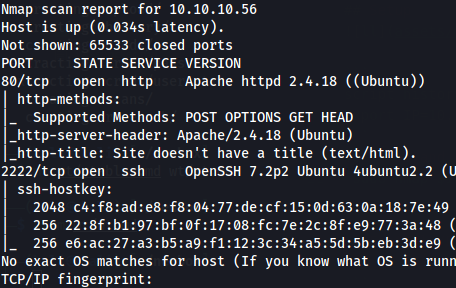 Nmap scan report for 10.10.10.56
Host is up (0.034s latency).
Not shown: 65533 closed ports
PORT     STATE SERVICE VERSION
80/tcp   open  http    Apache httpd 2.4.18 ((Ubuntu))
| http-methods:
|_  Supported Methods: POST OPTIONS GET HEAD
|_http-server-header: Apache/2.4.18 (Ubuntu)
|_http-title: Site doesn't have a title (text/html).
2222/tcp open  ssh     OpenSSH 7.2p2 Ubuntu 4ubuntu2.2 (U
| ssh-hostkey:
|   2048 c4:f8:ad:e8:f8:04:77:de:cf:15:0d:63:0a:18:7e:49
|   256 22:8f:b1:97:bf:0f:17:08:fc:7e:2c:8f:e9:77:3a:48 (
|_  256 e6:ac:27:a3:b5:a9:f1:12:3c:34:a5:5d:5b:eb:3d:e9 (
No exact OS matches for host (If you know what OS is runn
TCP/IP fingerprint: